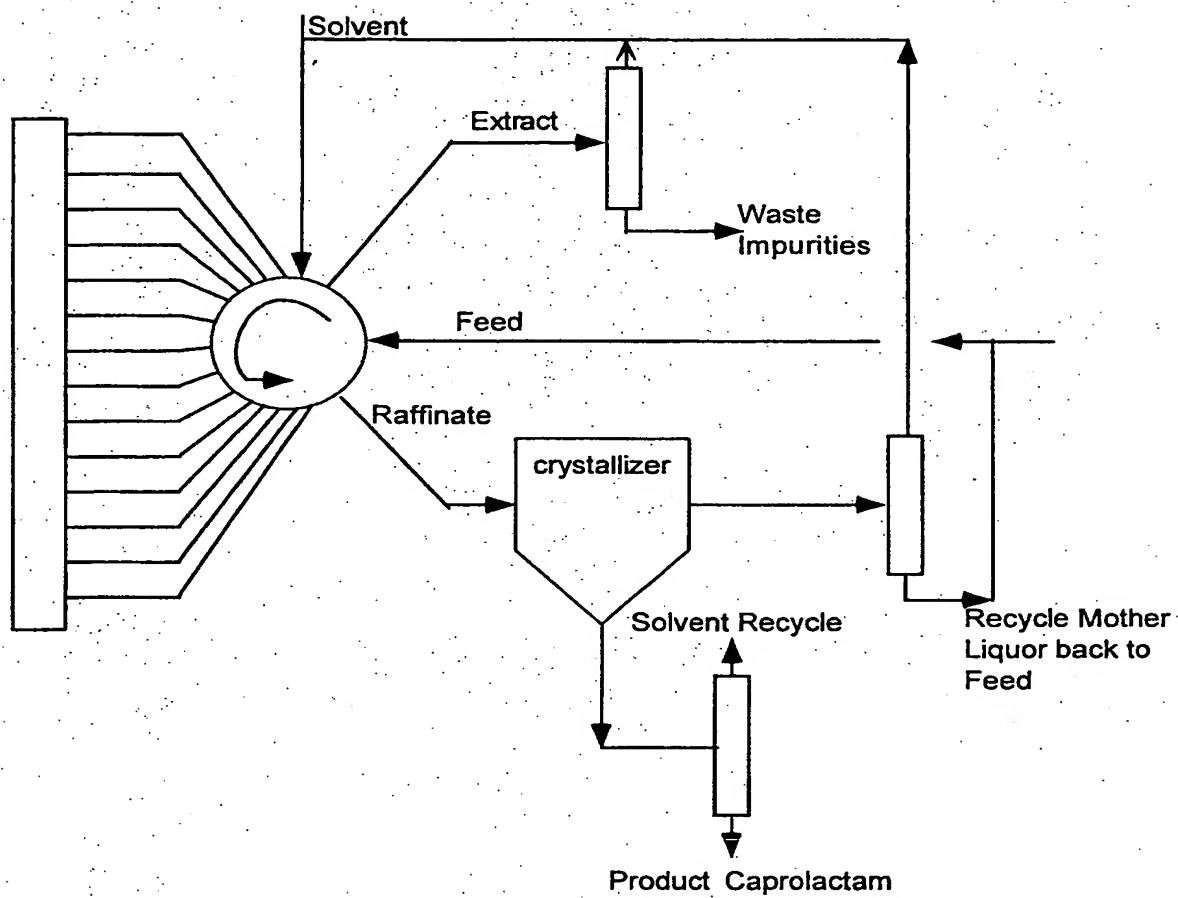 Solvent
Extract
Waste
Impurities
Feed
Raffinate
crystallizer
Solvent Recycle
Recycle Mother
Liquor back to
Feed
Product Caprolactam